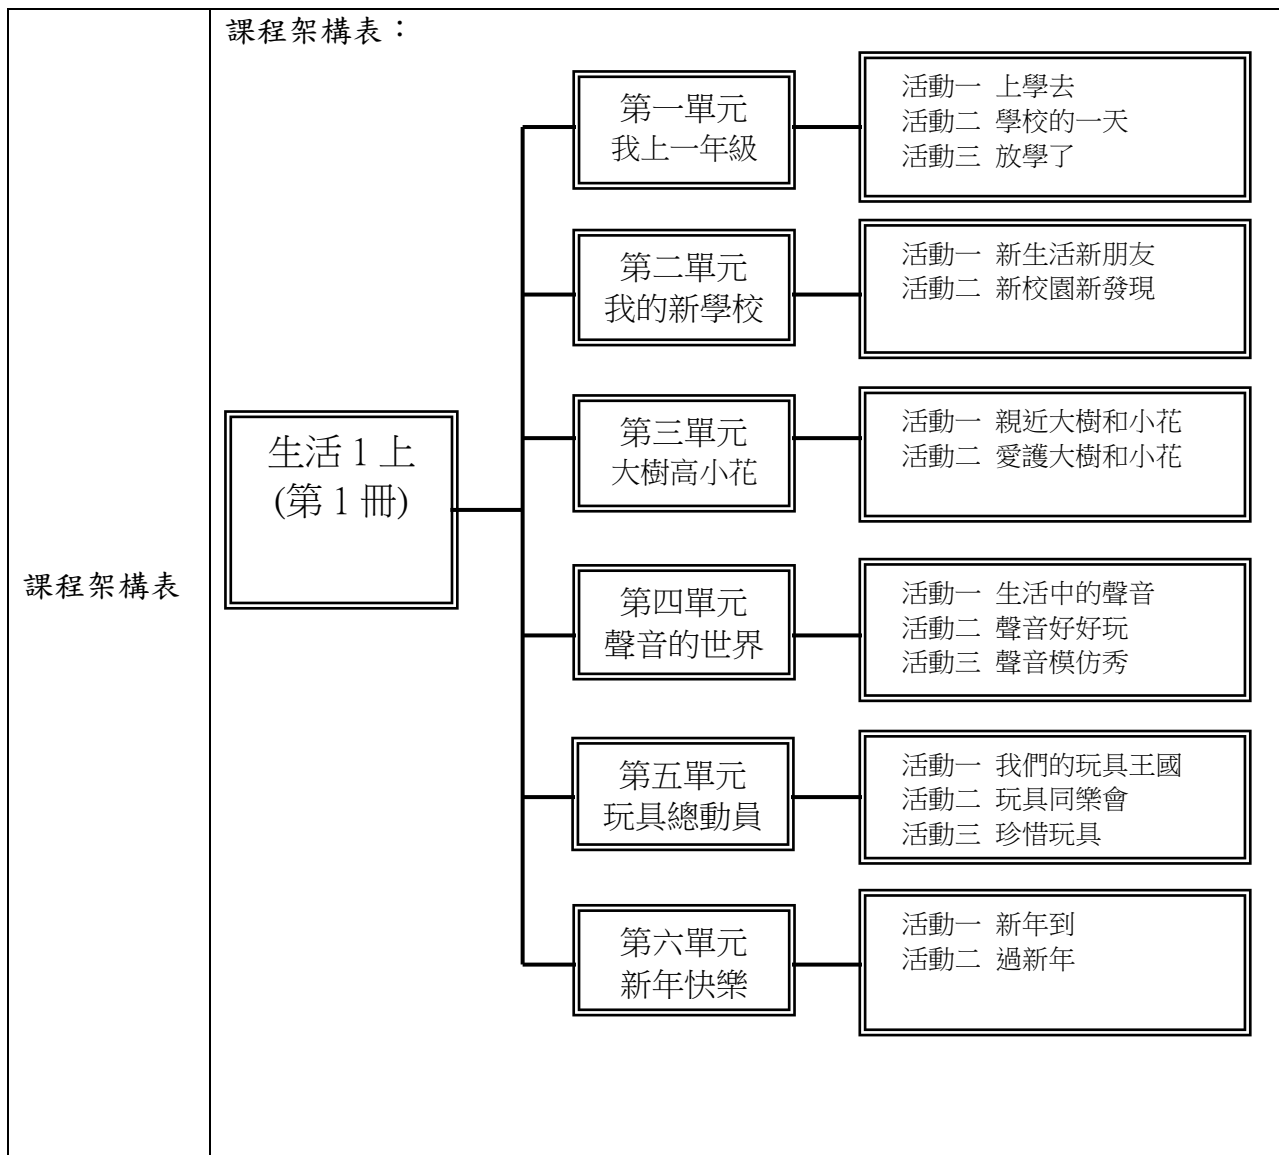 課程架構表：
課程架構表
生活 1 上
(第 1 冊)
第一單元
我上一年級
活動一 上學去
活動二 學校的一天
活動三 放學了
第二單元
我的新學校
活動一 新生活新朋友
活動二 新校園新發現
第三單元
大樹高小花
活動一 親近大樹和小花
活動二 愛護大樹和小花
第四單元
聲音的世界
活動一 生活中的聲音
活動二 聲音好好玩
活動三 聲音模仿秀
第五單元
玩具總動員
活動一 我們的玩具王國
活動二 玩具同樂會
活動三 珍惜玩具
第六單元
新年快樂
活動一 新年到
活動二 過新年